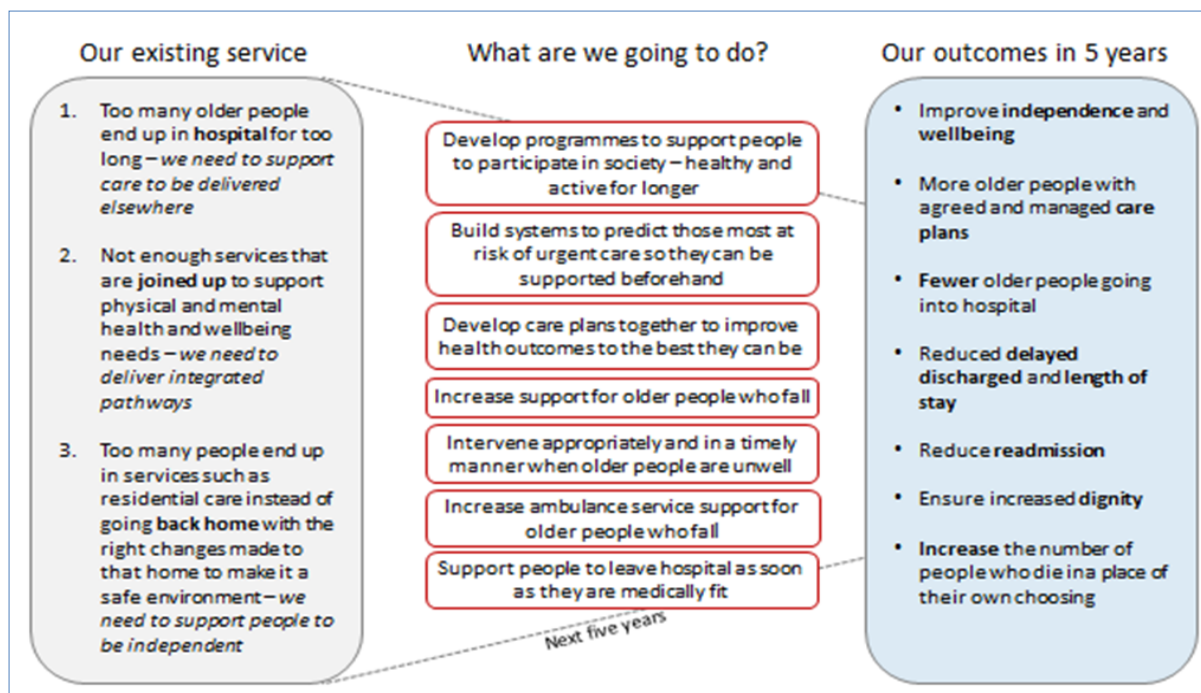 Our existing service
1. Too many older people
end up in hospital for too
long – we need to support
care to be delivered
elsewhere
2. Not enough services that
are joined up to support
physical and mental
health and wellbeing
needs – we need to
deliver integrated
pathways
3. Too many people end up
in services such as
residential care instead of
going back home with the
right changes made to
that home to make it a
safe environment – we
need to support people to
be independent
What are we going to do?
Develop programmes to support people
to participate in society – healthy and
active for longer
Build systems to predict those most at
risk of urgent care so they can be
supported beforehand
Develop care plans together to improve
health outcomes to the best they can be
Increase support for older people who fall
Intervene appropriately and in a timely
manner when older people are unwell
Increase ambulance service support for
older people who fall
Support people to leave hospital as soon
as they are medically fit
Next five years
Our outcomes in 5 years
• Improve independence and
wellbeing
• More older people with
agreed and managed care
plans
• Fewer older people going
into hospital
• Reduced delayed
discharged and length of
stay
• Reduce readmission
• Ensure increased dignity
• Increase the number of
people who die in a place of
their own choosing